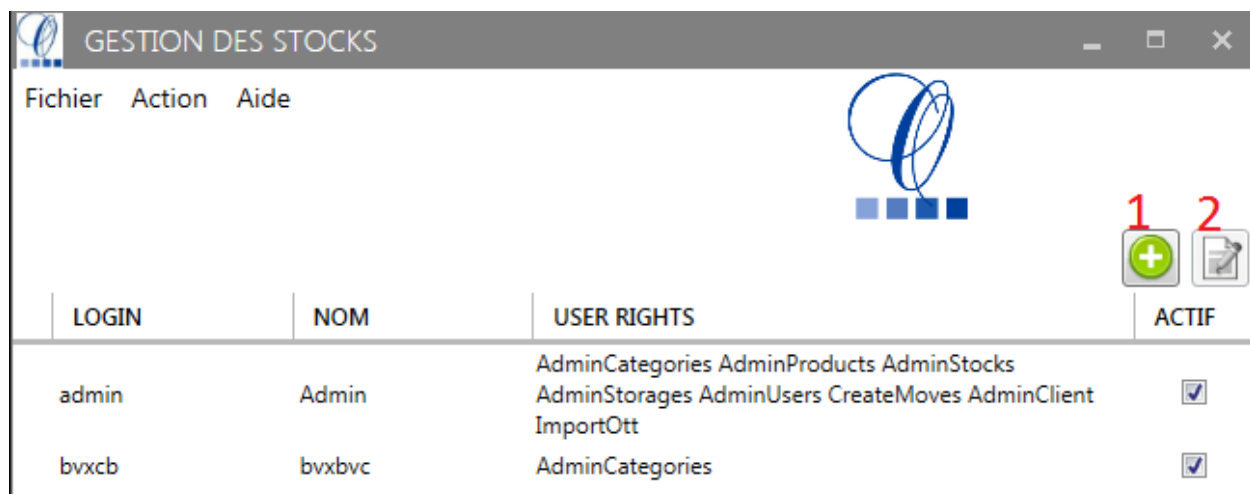 GESTION DES STOCKS
Fichier Action Aide
1 2
LOGIN NOM USER RIGHTS ACTIF
AdminCategories AdminProducts AdminStocks
admin Admin AdminStorages AdminUsers CreateMoves AdminClient
ImportOtt
bvxcb bvxbvc AdminCategories